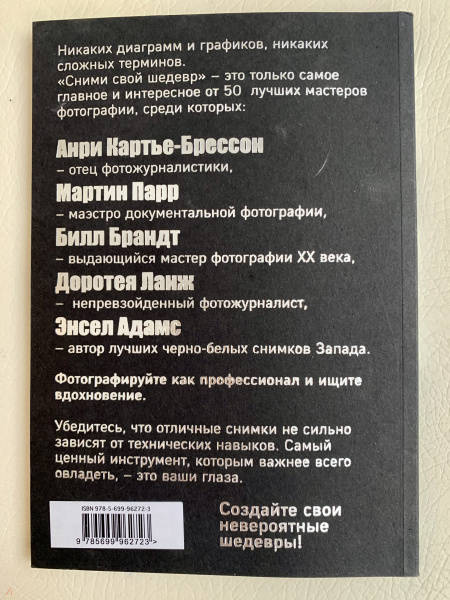 Никаких диаграмм и графиков, никаких
сложных терминов.
«Сними свой шедевр» – это только самое
главное и интересное от 50 лучших мастеров
фотографии, среди которых:
Анри Картье-Брессон
– отец фотожурналистики,
Мартин Парр
– маэстро документальной фотографии,
Билл Брандт
– выдающийся мастер фотографии XX века,
Доротея Ланж
– непревзойденный фотожурналист,
Энсел Адамс
– автор лучших черно-белых снимков Запада.
Фотографируйте как профессионал и ищите
вдохновение.
Убедитесь, что отличные снимки не сильно
зависят от технических навыков. Самый
ценный инструмент, которым важнее всего
овладеть, – это ваши глаза.
ISBN 978-5-699-96272-3
9 785699 962723>
Создайте свои
невероятные
шедевры!